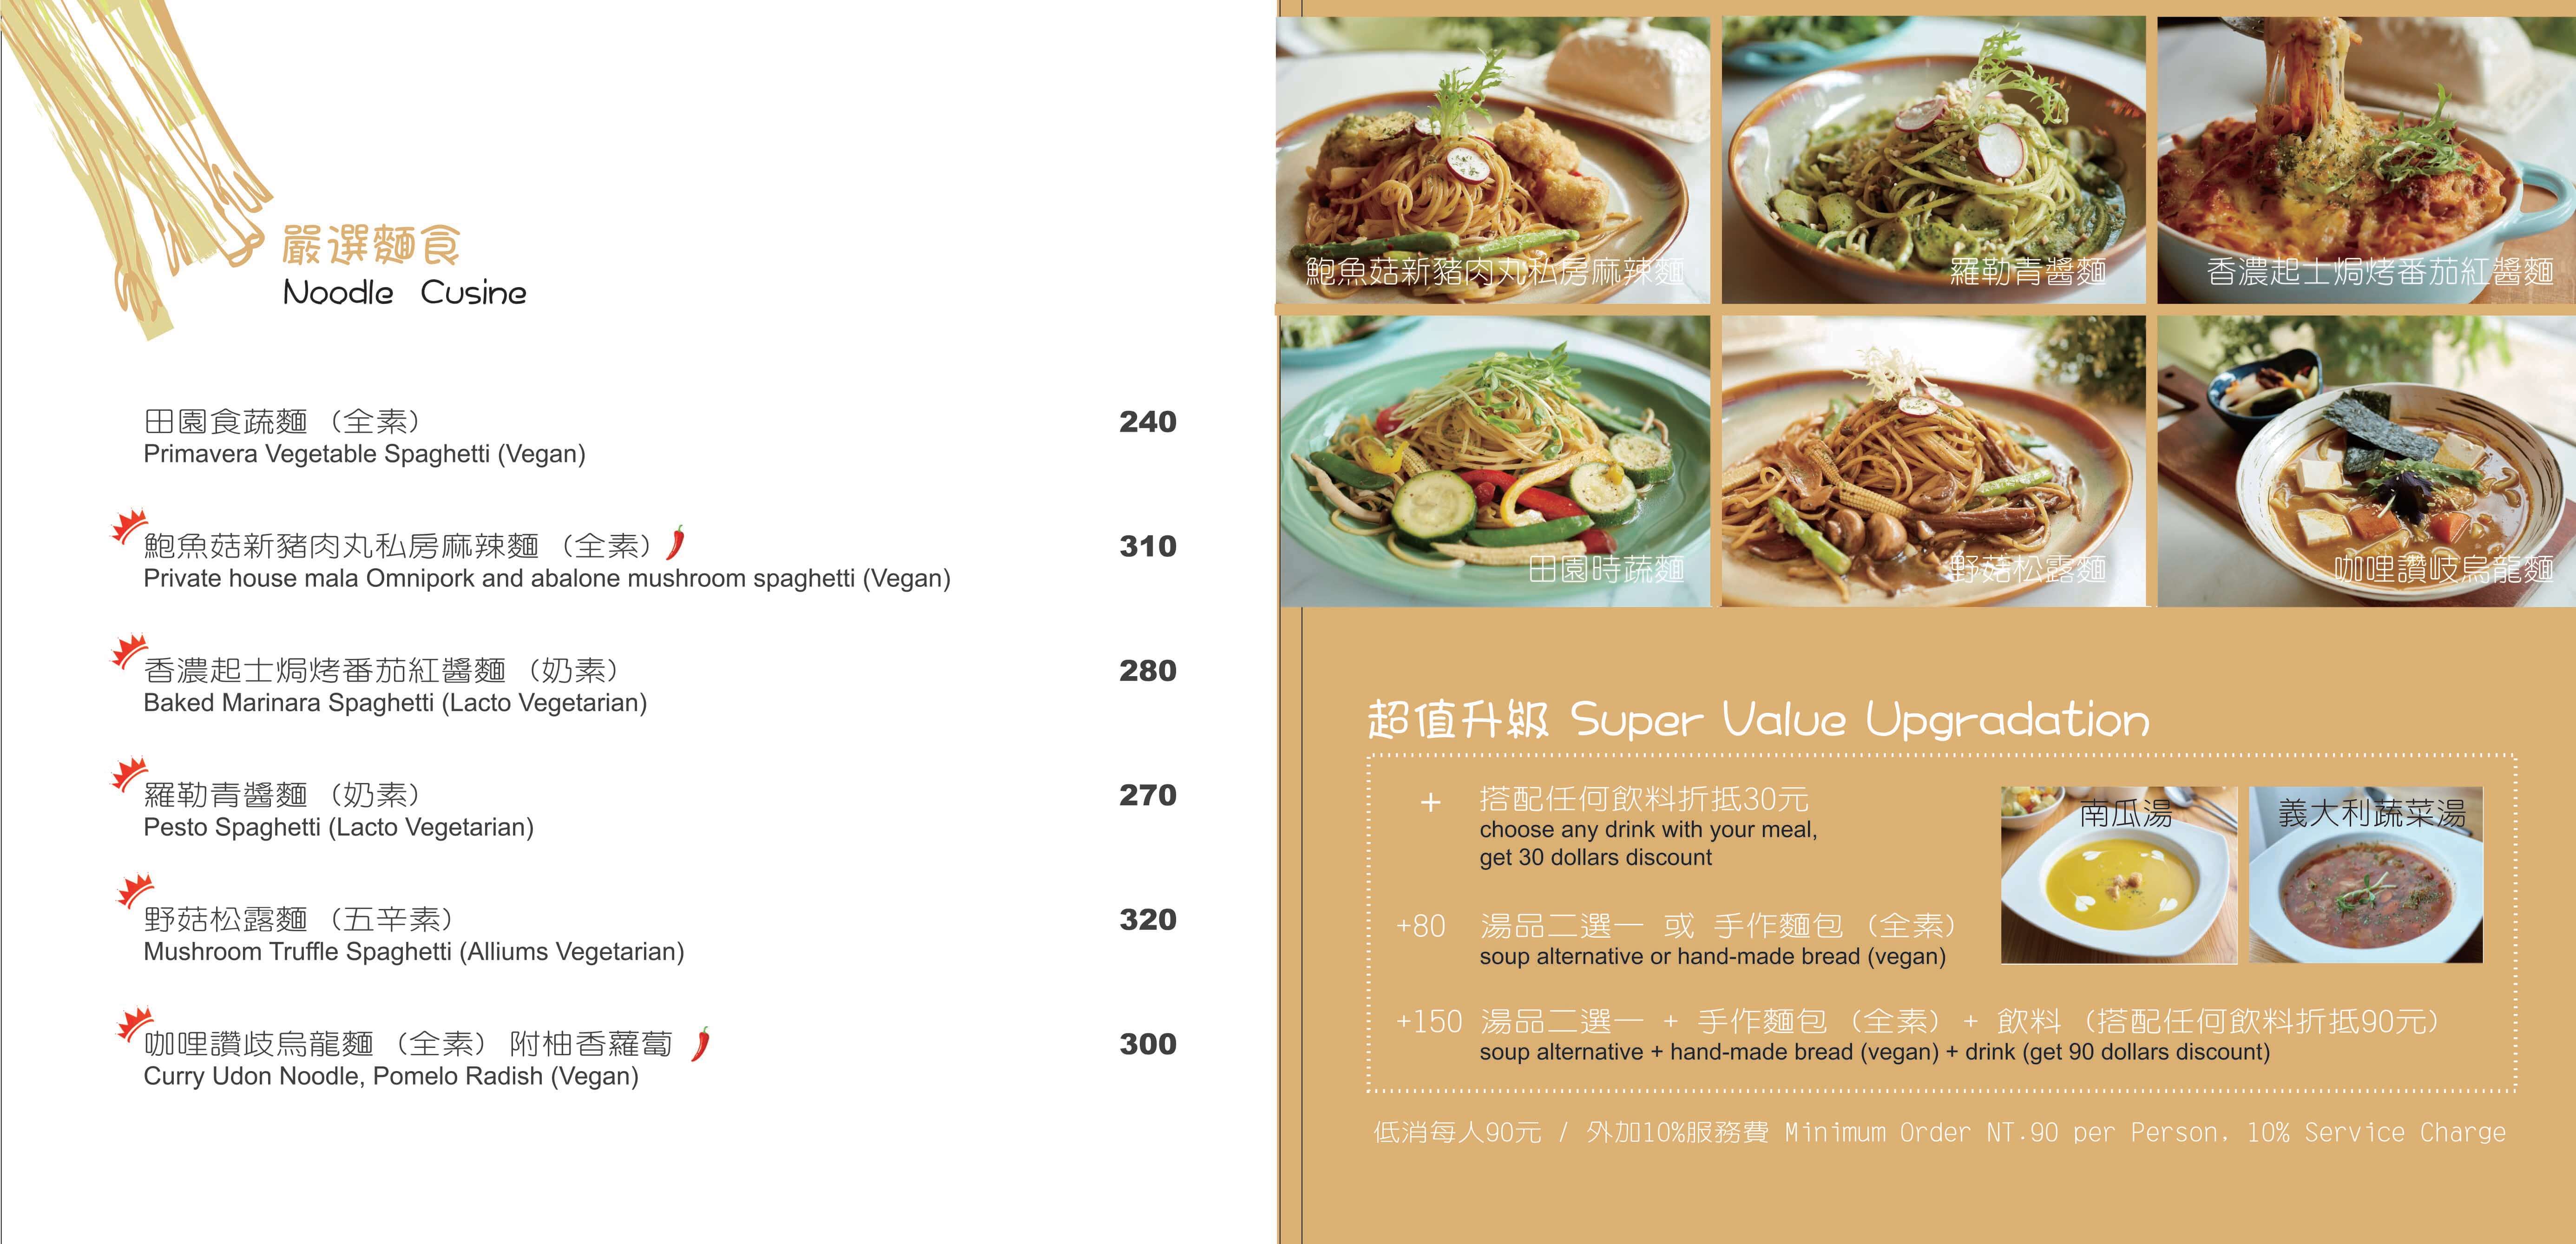 嚴選麵食
Noodle Cusine
田園食蔬麵（全素） 240
Primavera Vegetable Spaghetti (Vegan)
鮑魚菇新豬肉丸私房麻辣麵（全素） 310
Private house mala Omnipork and abalone mushroom spaghetti (Vegan)
香濃起士焗烤番茄紅醬麵（奶素） 280
Baked Marinara Spaghetti (Lacto Vegetarian)
羅勒青醬麵（奶素） 270
Pesto Spaghetti (Lacto Vegetarian)
野菇松露麵（五辛素） 320
Mushroom Truffle Spaghetti (Alliums Vegetarian)
咖哩讚岐烏龍麵（全素）附柚香蘿蔔 300
Curry Udon Noodle, Pomelo Radish (Vegan)
鮑魚菇新豬肉丸私房麻辣麵
羅勒青醬麵
香濃起士焗烤番茄紅醬麵
田園時蔬麵
野菇松露麵
咖哩讚岐烏龍麵
超值升級 Super Value Upgradation
+ 搭配任何飲料折抵30元
choose any drink with your meal,
get 30 dollars discount
南瓜湯
義大利蔬菜湯
+80 湯品二選一 或 手作麵包（全素）
soup alternative or hand-made bread (vegan)
+150 湯品二選一 + 手作麵包（全素）+ 飲料（搭配任何飲料折抵90元）
soup alternative + hand-made bread (vegan) + drink (get 90 dollars discount)
低消每人90元 / 外加10%服務費 Minimum Order NT.90 per Person, 10% Service Charge